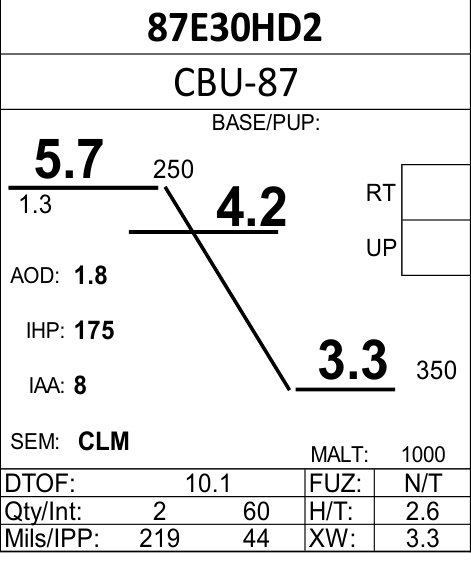 87E30HD2
CBU-87
BASE/PUP:
5.7 250
1.3
4.2
RT
UP
AOD: 1.8
IHP: 175
3.3 350
IAA: 8
SEM: CLM
MALT: 1000
DTOF: 10.1 FUZ: N/T
Qty/Int: 2 60 H/T: 2.6
Mils/IPP: 219 44 XW: 3.3